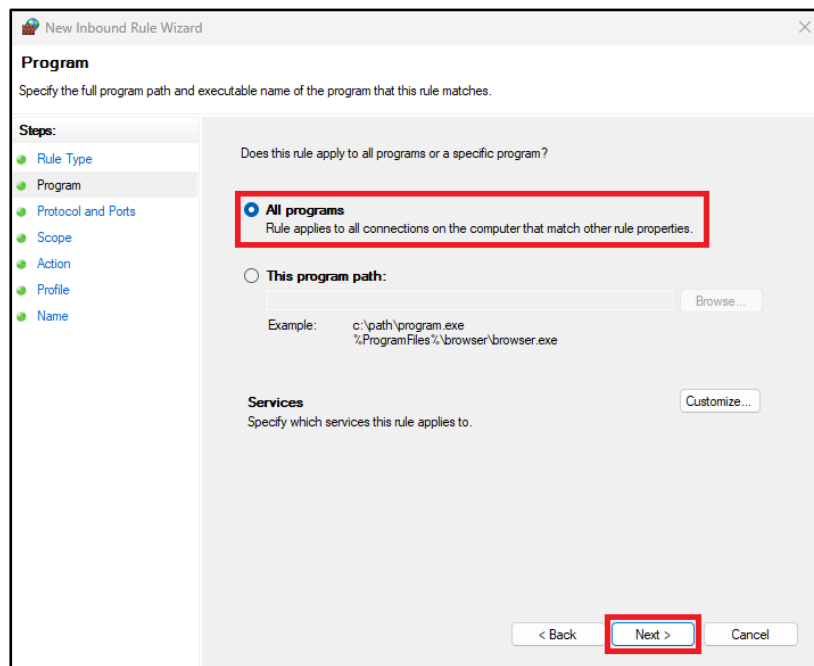 New Inbound Rule Wizard
Program
Specify the full program path and executable name of the program that this rule matches.
Steps:
Rule Type
Program
Protocol and Ports
Scope
Action
Profile
Name
Does this rule apply to all programs or a specific program?
All programs
Rule applies to all connections on the computer that match other rule properties.
This program path:
Browse...
Example: c:\path\program.exe
%ProgramFiles%\browser\browser.exe
Services
Customize...
Specify which services this rule applies to.
< Back Next > Cancel